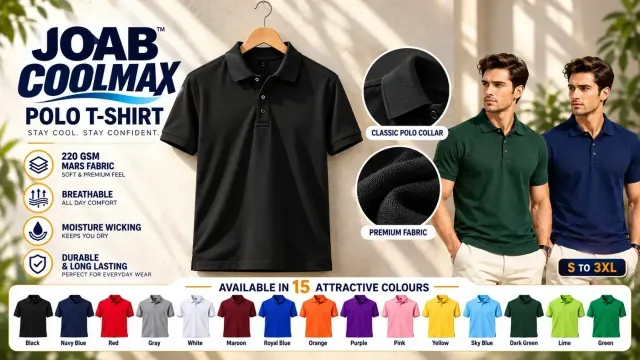 JOAB™
COOLMAX
POLO T-SHIRT
STAY COOL. STAY CONFIDENT.
220 GSM
MARS FABRIC
SOFT & PREMIUM FEEL
BREATHABLE
ALL DAY COMFORT
MOISTURE WICKING
KEEPS YOU DRY
DURABLE
& LONG LASTING
PERFECT FOR EVERYDAY WEAR
CLASSIC POLO COLLAR
PREMIUM FABRIC
S TO 3XL
AVAILABLE IN 15 ATTRACTIVE COLOURS
Black
Navy Blue
Red
Gray
White
Maroon
Royal Blue
Orange
Purple
Pink
Yellow
Sky Blue
Dark Green
Lime
Green